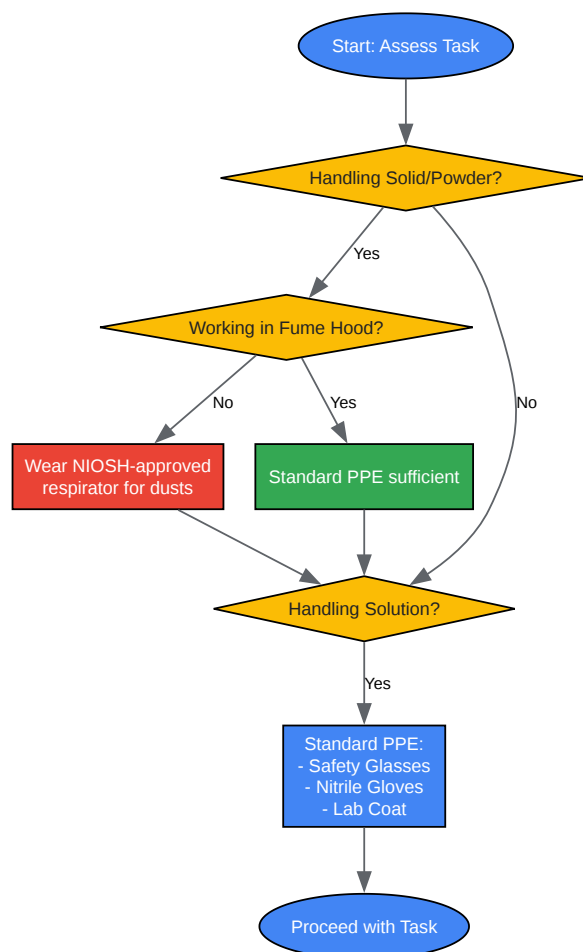 Start: Assess Task
Handling Solid/Powder?
Yes
Working in Fume Hood?
No
Yes
No
Wear NIOSH-approved
respirator for dusts
Standard PPE sufficient
Handling Solution?
Yes
Standard PPE:
- Safety Glasses
- Nitrile Gloves
- Lab Coat
Proceed with Task